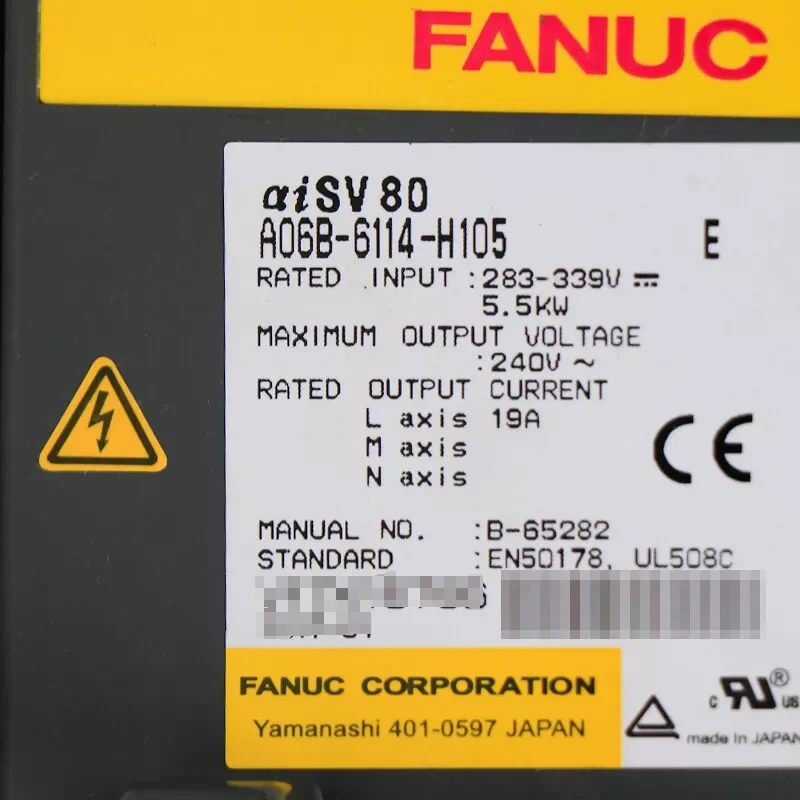 FANUC
αiSV 80
A06B-6114-H105 E
RATED INPUT :283-339V ⎓
5.5KW
MAXIMUM OUTPUT VOLTAGE
:240V ~
RATED OUTPUT CURRENT
L axis 19A
M axis
N axis
CE
MANUAL NO. :B-65282
STANDARD :EN50178, UL508C
FANUC CORPORATION
Yamanashi 401-0597 JAPAN
c RU ® US
made in JAPAN